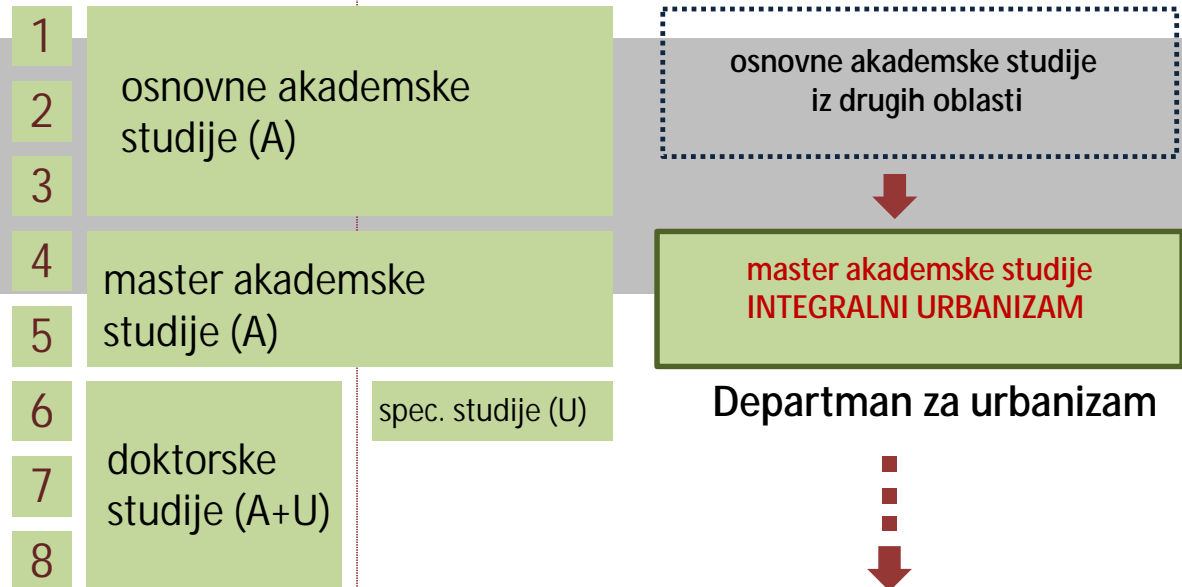 1
2
3
4
5
6
7
8
osnovne akademske
studije (A)
master akademske
studije (A)
doktorske
studije (A+U)
spec. studije (U)
osnovne akademske studije
iz drugih oblasti
master akademske studije
INTEGRALNI URBANIZAM
Departman za urbanizam